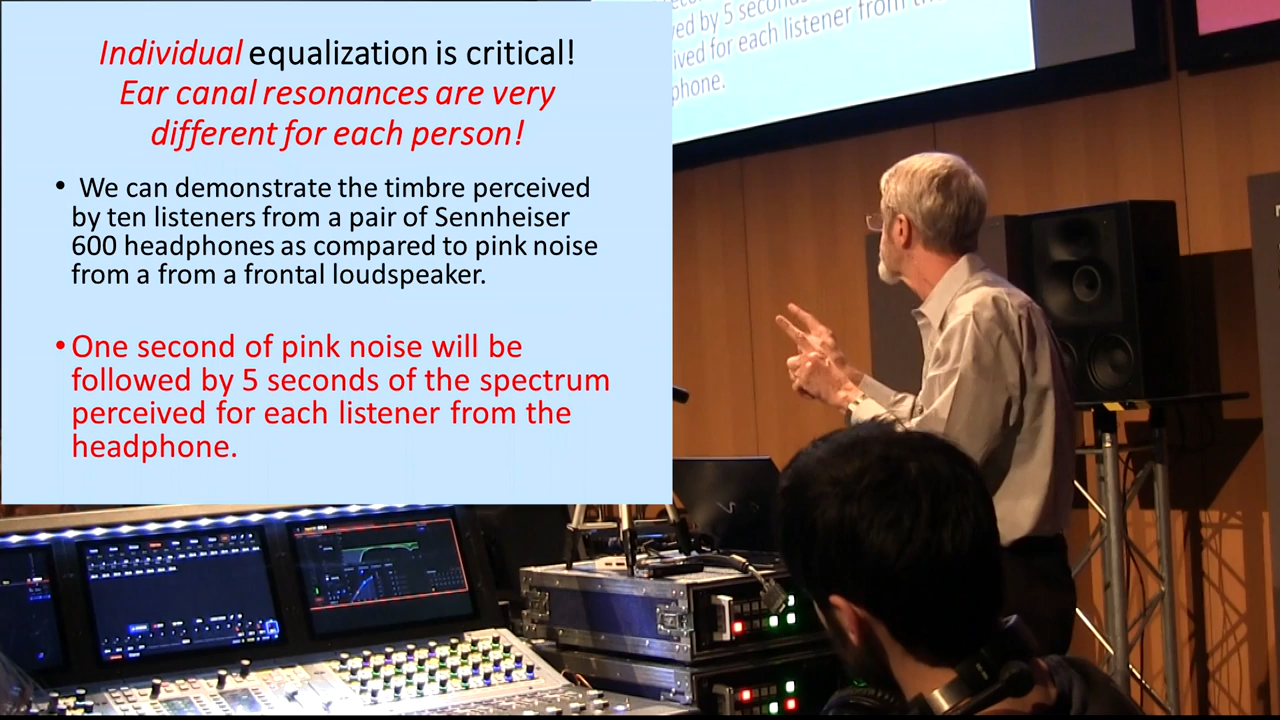 Individual equalization is critical!
Ear canal resonances are very
different for each person!
• We can demonstrate the timbre perceived
by ten listeners from a pair of Sennheiser
600 headphones as compared to pink noise
from a from a frontal loudspeaker.
• One second of pink noise will be
followed by 5 seconds of the spectrum
perceived for each listener from the
headphone.
by 5 seconds of the
for each listener from the
phone.